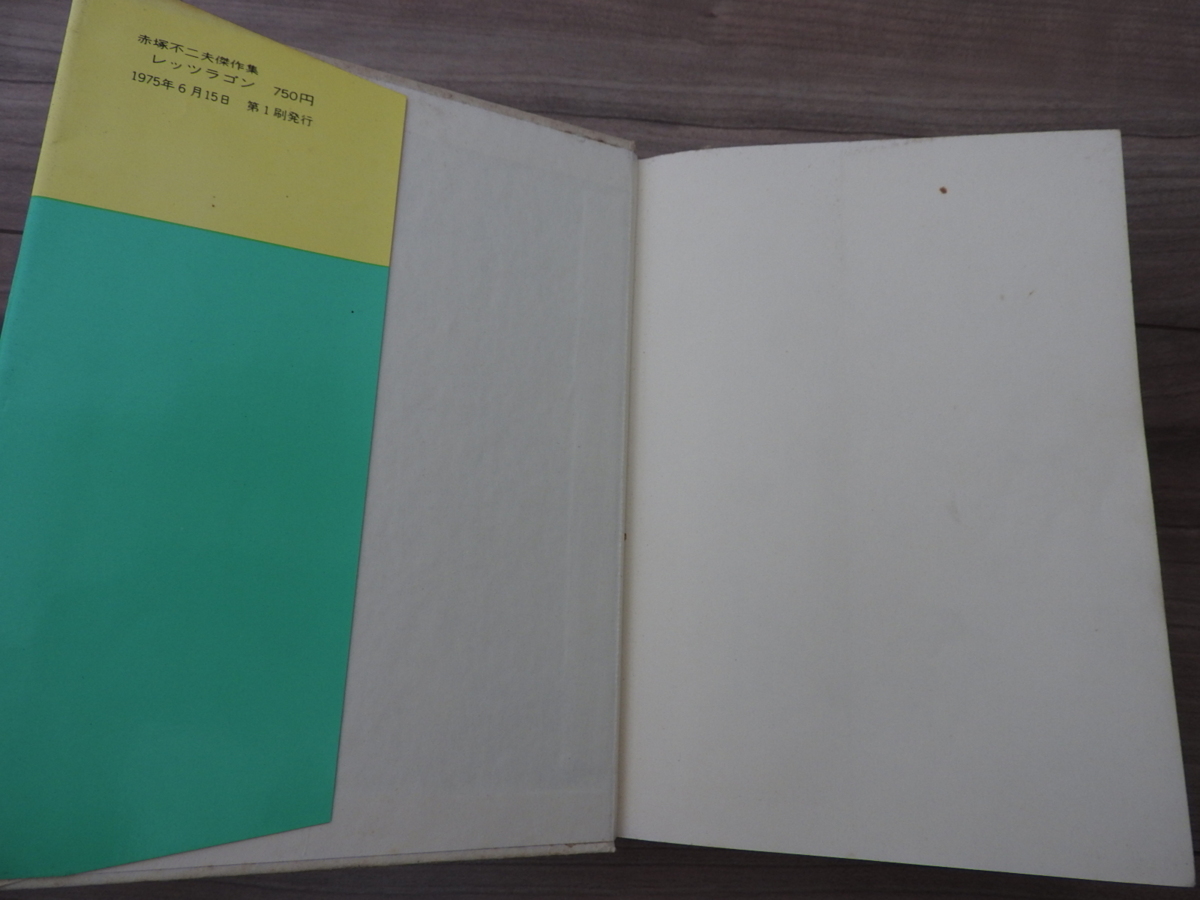 赤塚不二夫傑作集
レッツラゴン 750円
1975年6月15日 第1刷発行